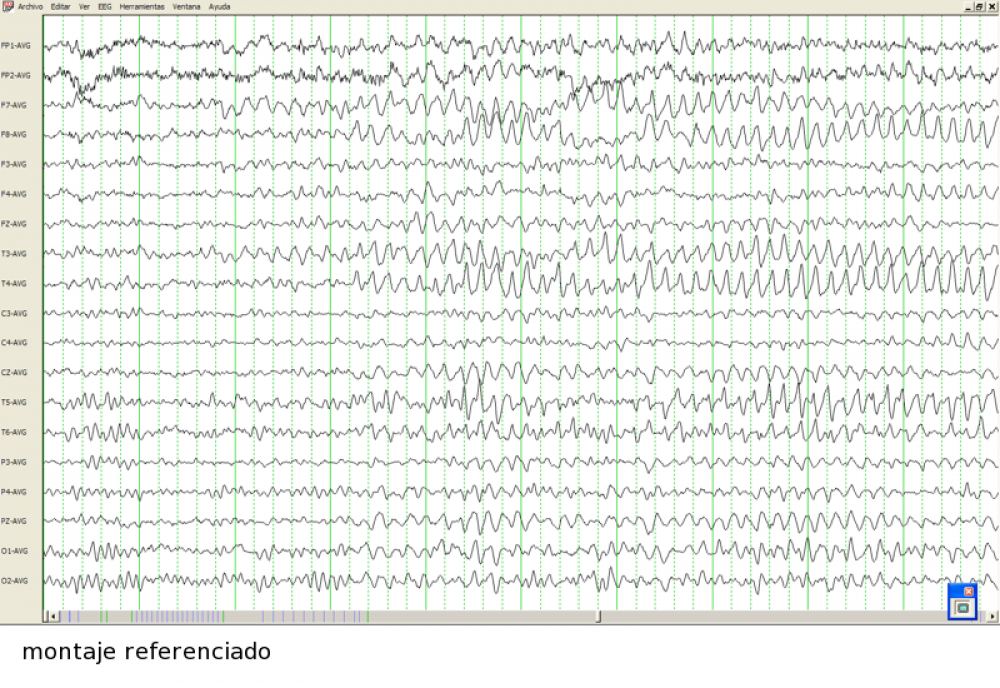 Archivo Editar Ver EEG Herramientas Ventana Ayuda
FP1-AVG
FP2-AVG
F7-AVG
F8-AVG
F3-AVG
F4-AVG
FZ-AVG
T3-AVG
T4-AVG
C3-AVG
C4-AVG
CZ-AVG
T5-AVG
T6-AVG
P3-AVG
P4-AVG
PZ-AVG
O1-AVG
O2-AVG
montaje referenciado